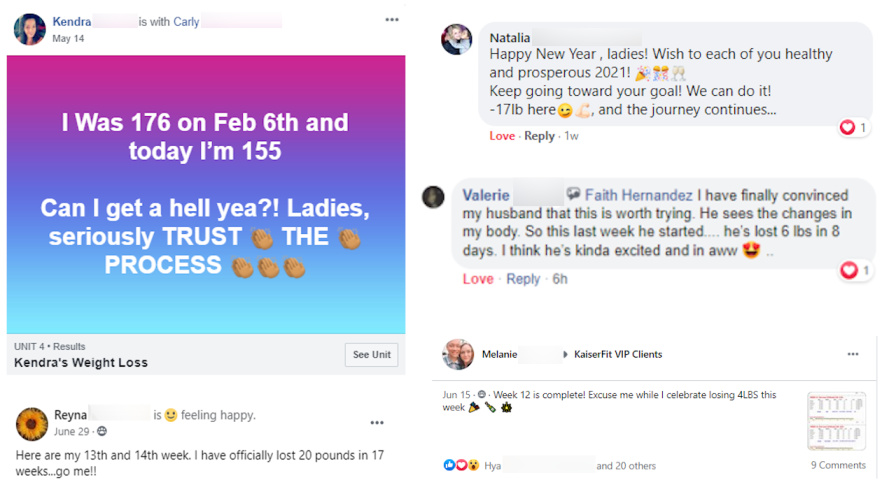 Kendra is with Carly
May 14
I Was 176 on Feb 6th and
today I'm 155
Can I get a hell yea?! Ladies,
seriously TRUST 👏🏽 THE 👏🏽
PROCESS 👏🏽👏🏽👏🏽
UNIT 4 • Results
Kendra's Weight Loss
See Unit
Reyna is 🙂 feeling happy.
June 29 ·
Here are my 13th and 14th week. I have officially lost 20 pounds in 17
weeks...go me!!
Natalia
Happy New Year , ladies! Wish to each of you healthy
and prosperous 2021! 🎉👯🥂
Keep going toward your goal! We can do it!
-17lb here😉💪🏻, and the journey continues...
Love · Reply · 1w
1
Valerie Faith Hernandez I have finally convinced
my husband that this is worth trying. He sees the changes in
my body. So this last week he started.... he's lost 6 lbs in 8
days. I think he's kinda excited and in aww 😍 ..
Love · Reply · 6h
1
Melanie ▸ KaiserFit VIP Clients
Jun 15 · Week 12 is complete! Excuse me while I celebrate losing 4LBS this
week 🎉 🍾
Hya and 20 others
9 Comments